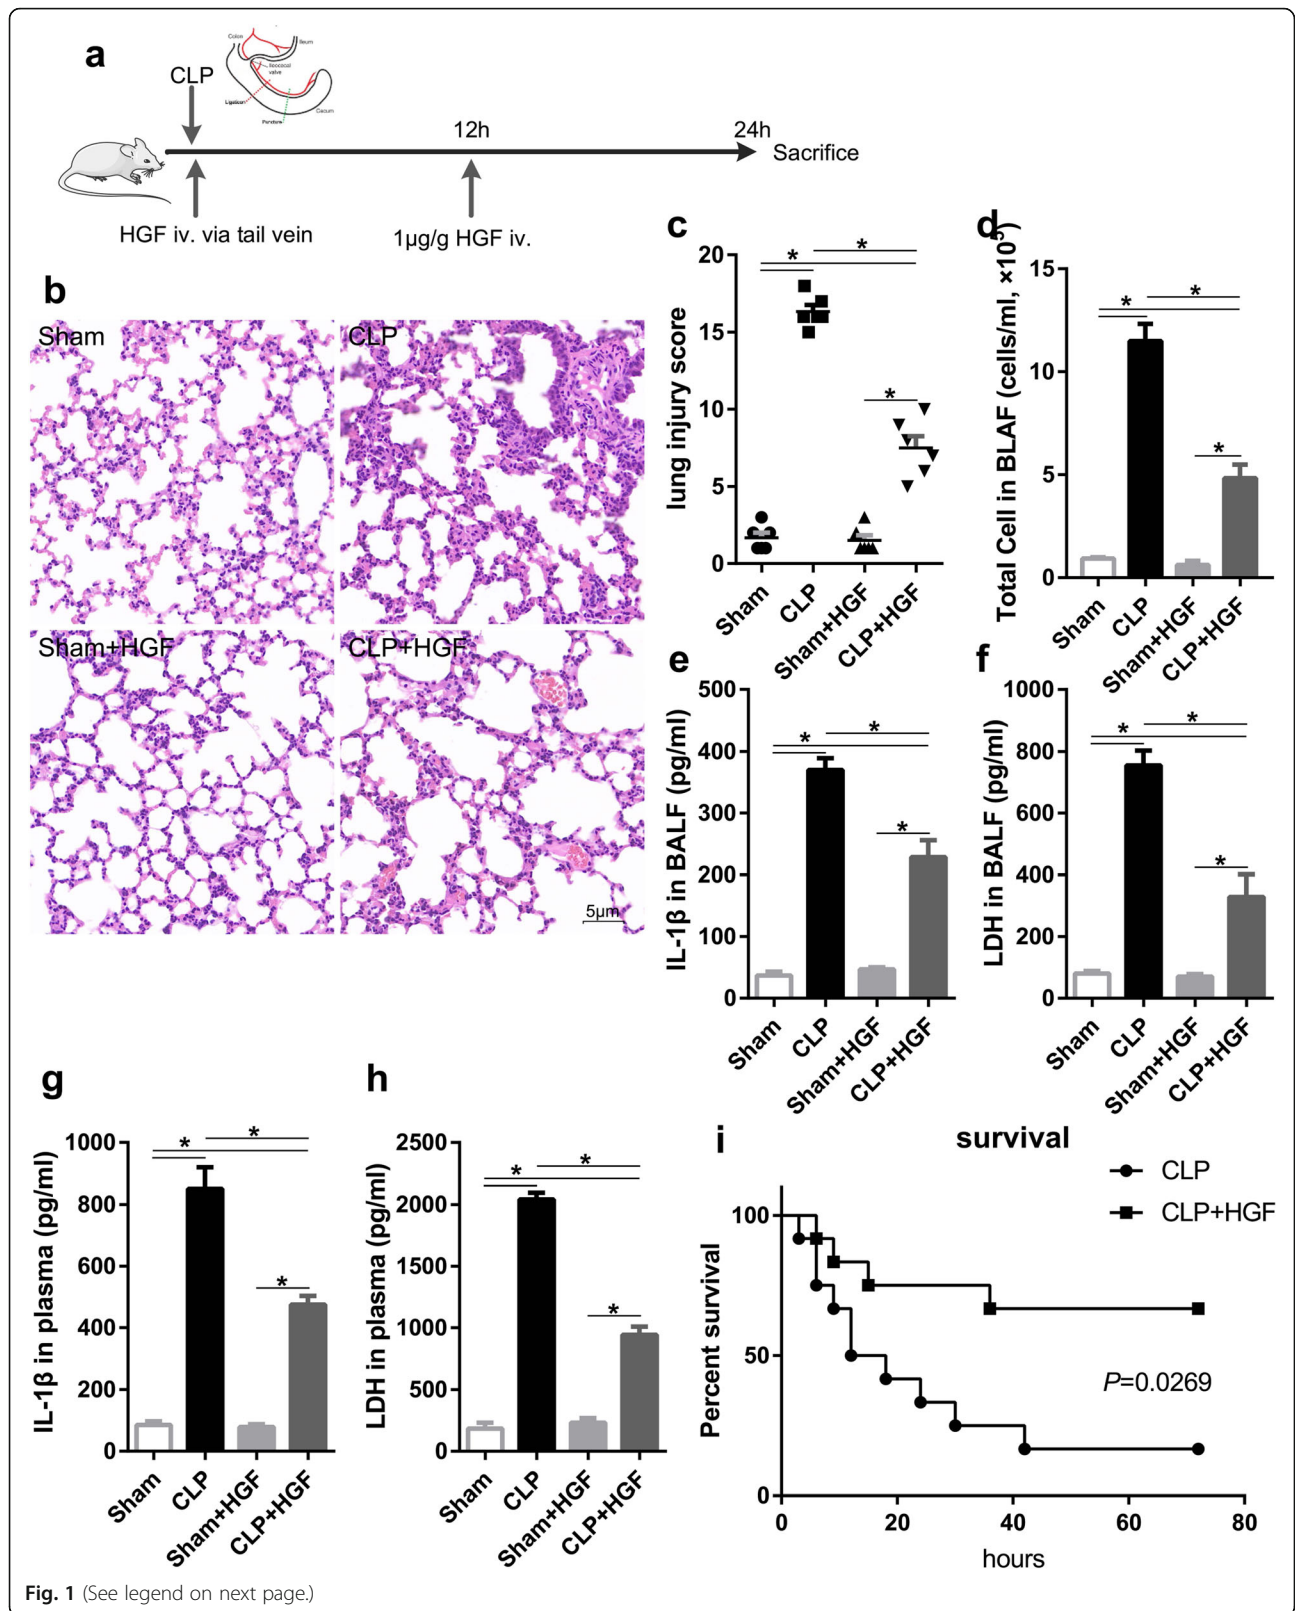 a
CLP
Colon
Ileum
Ileocecal
valve
Ligation
Puncture
Cecum
12h
24h
Sacrifice
HGF iv. via tail vein
1µg/g HGF iv.
b
Sham
CLP
Sham+HGF
CLP+HGF
5µm
c
lung injury score
20
15
10
5
0
*
*
*
Sham
CLP
Sham+HGF
CLP+HGF
d
Total Cell in BLAF (cells/ml, ×10⁵)
15
10
5
0
*
*
*
Sham
CLP
Sham+HGF
CLP+HGF
e
IL-1β in BALF (pg/ml)
500
400
300
200
100
0
*
*
*
Sham
CLP
Sham+HGF
CLP+HGF
f
LDH in BALF (pg/ml)
1000
800
600
400
200
0
*
*
*
Sham
CLP
Sham+HGF
CLP+HGF
g
IL-1β in plasma (pg/ml)
1000
800
600
400
200
0
*
*
*
Sham
CLP
Sham+HGF
CLP+HGF
h
LDH in plasma (pg/ml)
2500
2000
1500
1000
500
0
*
*
*
Sham
CLP
Sham+HGF
CLP+HGF
i
survival
CLP
CLP+HGF
Percent survival
100
50
0
P=0.0269
0 20 40 60 80
hours
Fig. 1 (See legend on next page.)